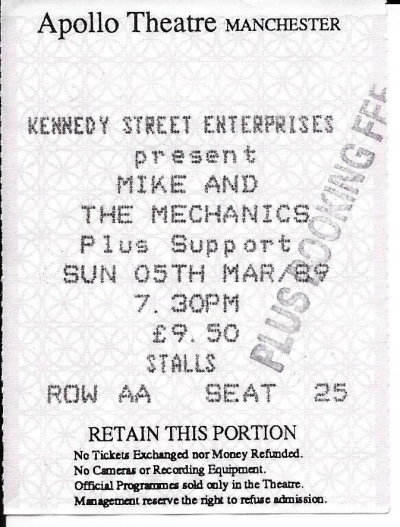 Apollo Theatre MANCHESTER
KENNEDY STREET ENTERPRISES
present
MIKE AND
THE MECHANICS
Plus Support
SUN 05TH MAR/89
7.30PM
£9.50
STALLS
ROW AA SEAT 25
PLUS BOOKING FEE
RETAIN THIS PORTION
No Tickets Exchanged nor Money Refunded.
No Cameras or Recording Equipment.
Official Programmes sold only in the Theatre.
Management reserve the right to refuse admission.